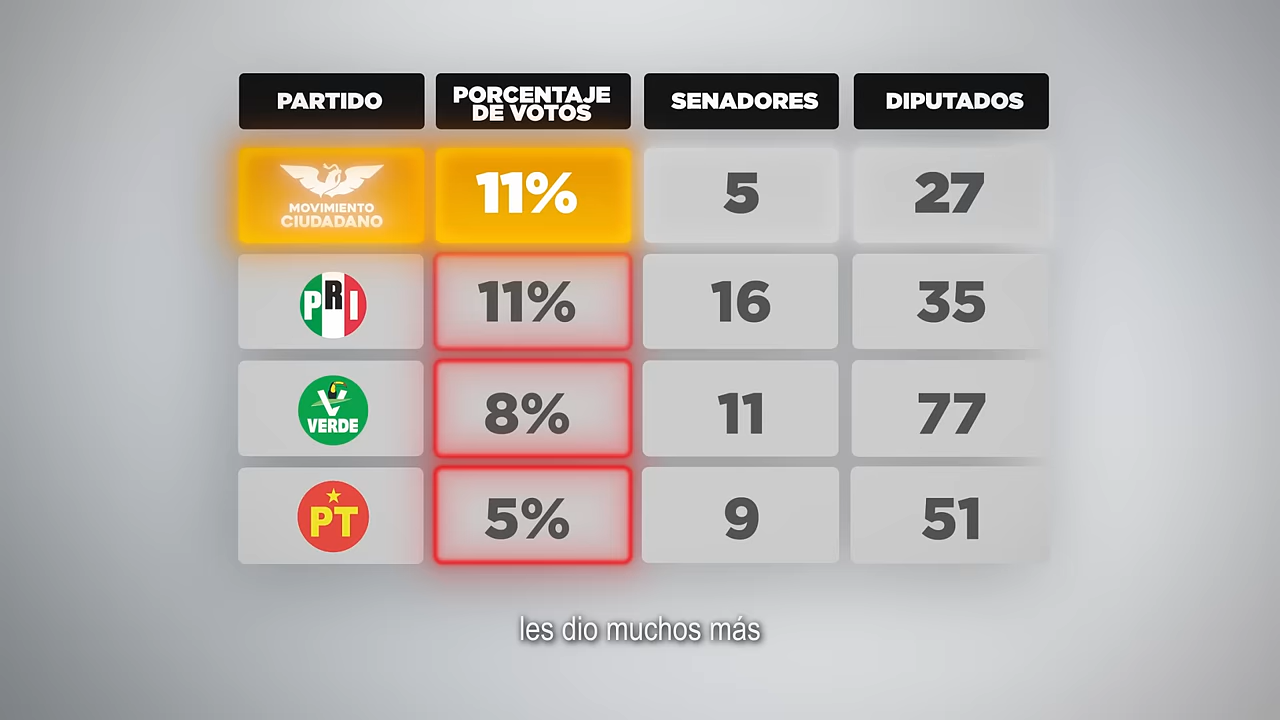 PARTIDO
PORCENTAJE
DE VOTOS
SENADORES
DIPUTADOS
MOVIMIENTO
CIUDADANO
11%
5
27
PRI
11%
16
35
VERDE
8%
11
77
PT
5%
9
51
les dio muchos más